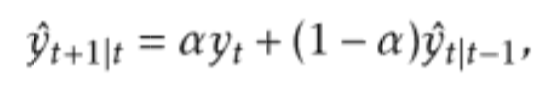 ŷ_{t+1|t} = αy_t + (1 − α)ŷ_{t|t−1},